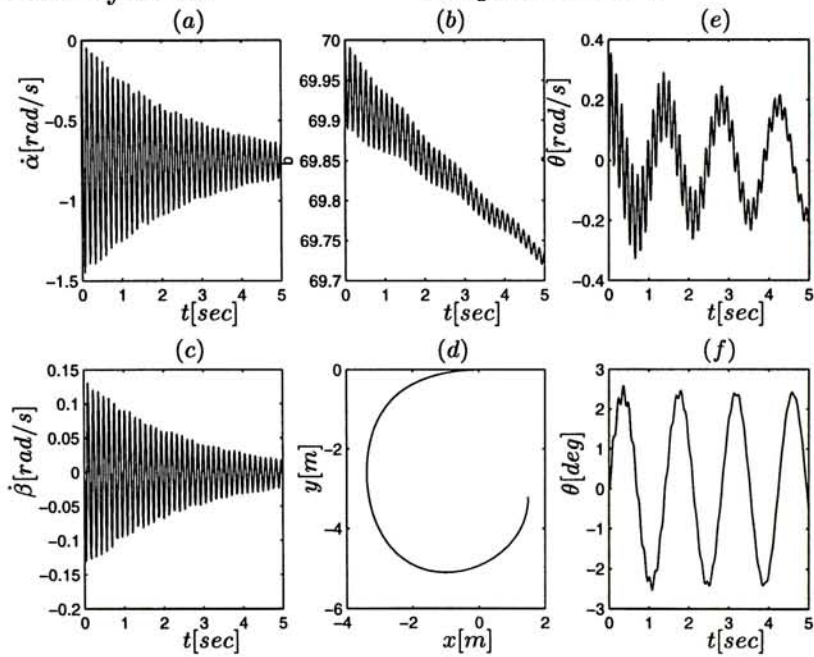 (a)
(b)
(e)
0
-0.5
-1
-1.5
α̇[rad/s]
0 1 2 3 4 5
t[sec]
70
69.95
69.9
69.85
69.8
69.75
69.7
0 1 2 3 4 5
t[sec]
0.4
0.2
0
-0.2
-0.4
θ[rad/s]
0 1 2 3 4 5
t[sec]
(c)
(d)
(f)
0.15
0.1
0.05
0
-0.05
-0.1
-0.15
-0.2
β̇[rad/s]
0 1 2 3 4 5
t[sec]
0
-2
-4
-6
y[m]
-4 -2 0 2
x[m]
3
2
1
0
-1
-2
-3
θ[deg]
0 1 2 3 4 5
t[sec]